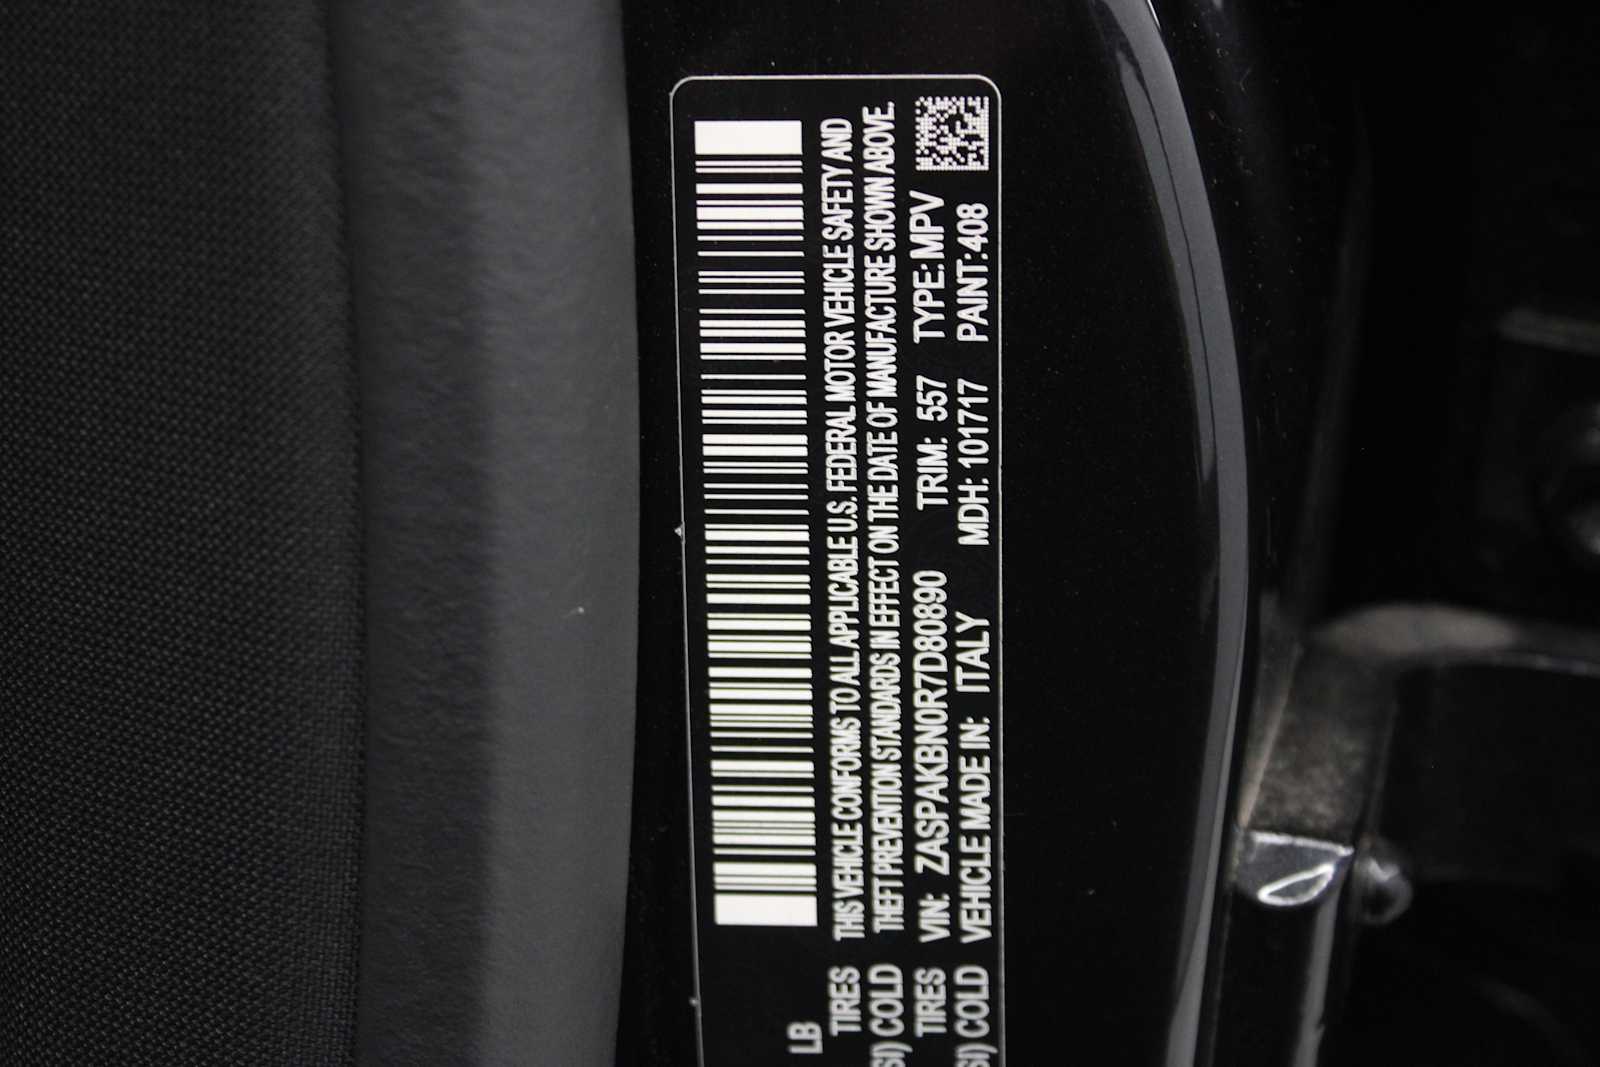 LB
TIRES
SI) COLD
TIRES
SI) COLD
THIS VEHICLE CONFORMS TO ALL APPLICABLE U.S. FEDERAL MOTOR VEHICLE SAFETY AND
THEFT PREVENTION STANDARDS IN EFFECT ON THE DATE OF MANUFACTURE SHOWN ABOVE.
VIN: ZASPAKBN0R7D80890 TRIM: 557 TYPE: MPV
VEHICLE MADE IN: ITALY MDH: 101717 PAINT: 408